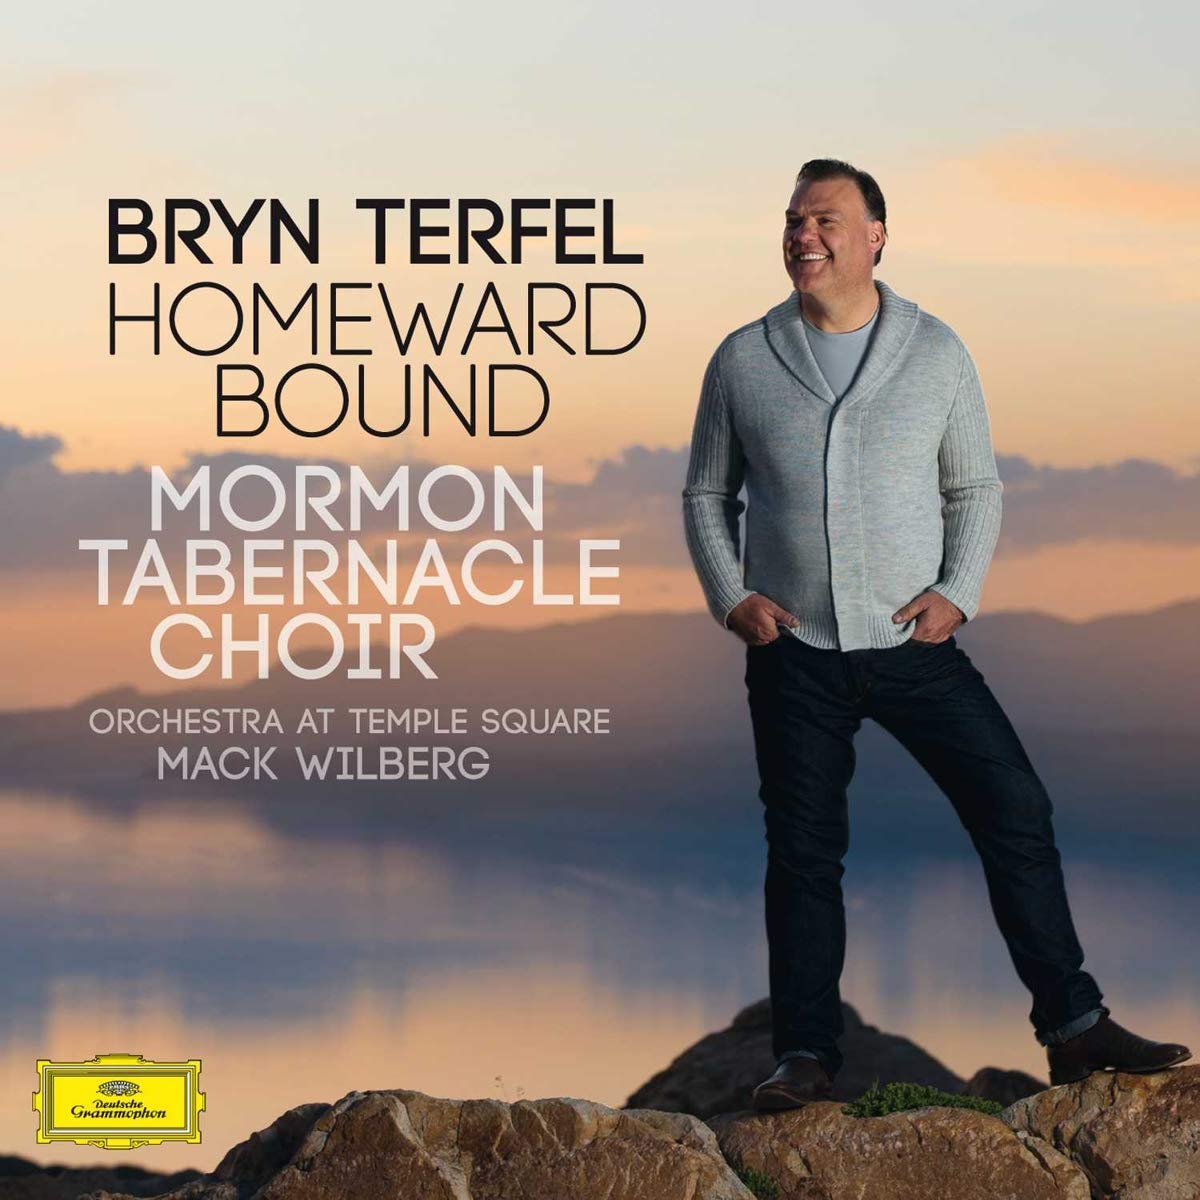 BRYN TERFEL
HOMEWARD
BOUND
MORMON
TABERNACLE
CHOIR
ORCHESTRA AT TEMPLE SQUARE
MACK WILBERG
Deutsche
Grammophon